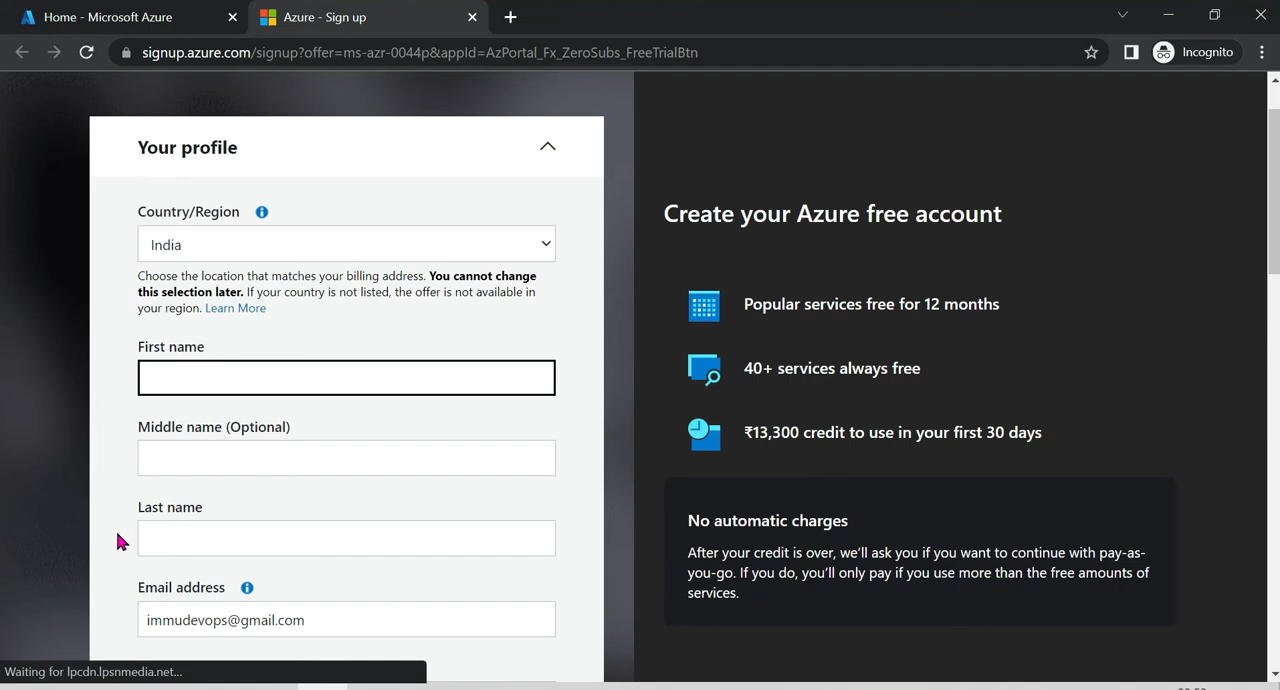 Home - Microsoft Azure
Azure - Sign up
signup.azure.com/signup?offer=ms-azr-0044p&appId=AzPortal_Fx_ZeroSubs_FreeTrialBtn
Incognito
Your profile
Country/Region
India
Choose the location that matches your billing address. You cannot change
this selection later. If your country is not listed, the offer is not available in
your region. Learn More
First name
Middle name (Optional)
Last name
Email address
immudevops@gmail.com
Create your Azure free account
Popular services free for 12 months
40+ services always free
₹13,300 credit to use in your first 30 days
No automatic charges
After your credit is over, we'll ask you if you want to continue with pay-as-
you-go. If you do, you'll only pay if you use more than the free amounts of
services.
Waiting for lpcdn.lpsnmedia.net...